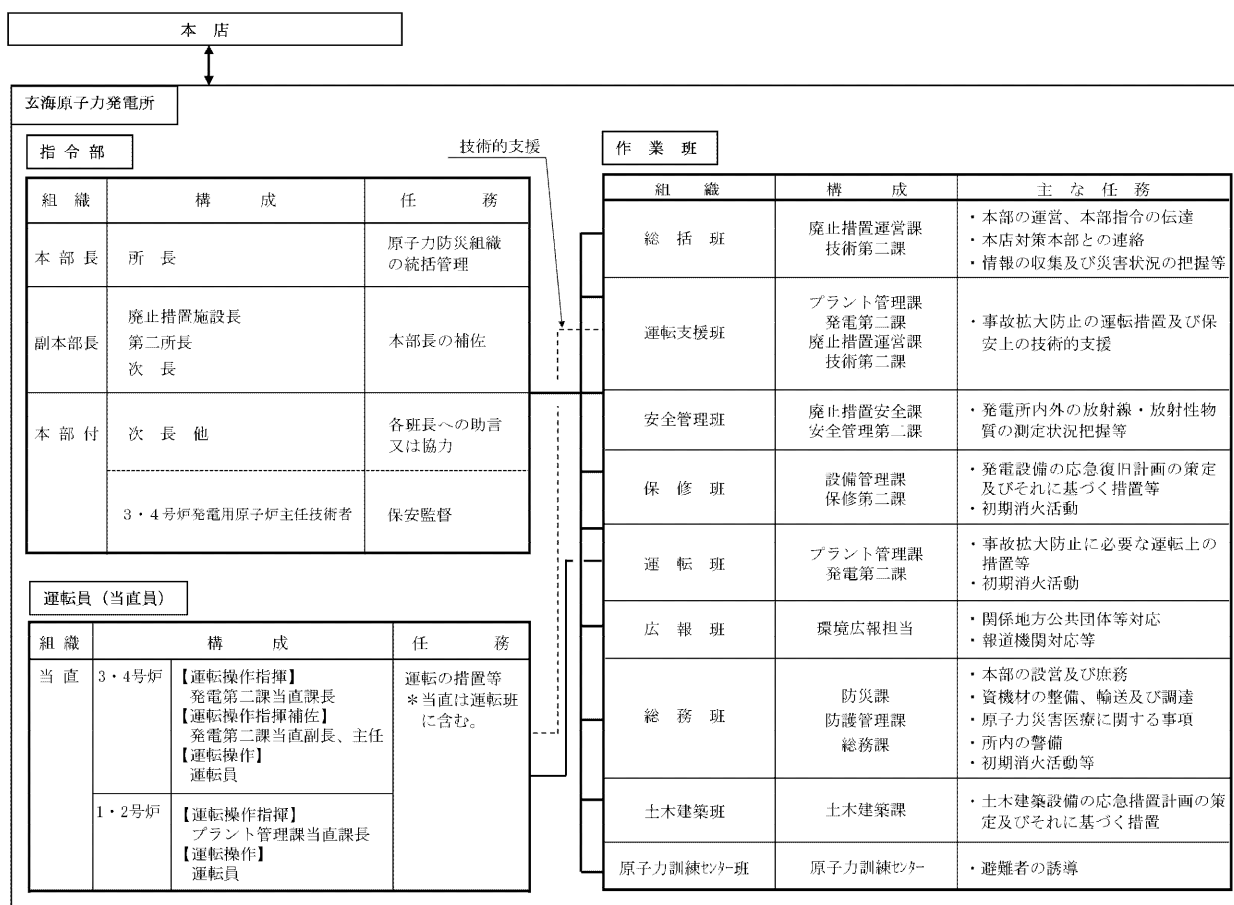 本店
玄海原子力発電所
指令部
組織 構成 任務
本部長 所長 原子力防災組織
の統括管理
副本部長 廃止措置施設長
第二所長
次長
本部長の補佐
本部付 次長他 各班長への助言
又は協力
3・4号炉発電用原子炉主任技術者 保安監督
運転員(当直員)
組織 構成 任務
当直 3・4号炉 【運転操作指揮】
発電第二課当直課長
【運転操作指揮補佐】
発電第二課当直副長、主任
【運転操作】
運転員
運転の措置等
*当直は運転班
に含む。
1・2号炉 【運転操作指揮】
プラント管理課当直課長
【運転操作】
運転員
技術的支援
作業班
組織 構成 主な任務
総括班 廃止措置運営課
技術第二課
・本部の運営、本部指令の伝達
・本店対策本部との連絡
・情報の収集及び災害状況の把握等
運転支援班 プラント管理課
発電第二課
廃止措置運営課
技術第二課
・事故拡大防止の運転措置及び保
安上の技術的支援
安全管理班 廃止措置安全課
安全管理第二課
・発電所内外の放射線・放射性物
質の測定状況把握等
保修班 設備管理課
保修第二課
・発電設備の応急復旧計画の策定
及びそれに基づく措置等
・初期消火活動
運転班 プラント管理課
発電第二課
・事故拡大防止に必要な運転上の
措置等
・初期消火活動
広報班 環境広報担当
・関係地方公共団体等対応
・報道機関対応等
総務班 防災課
防護管理課
総務課
・本部の設営及び庶務
・資機材の整備、輸送及び調達
・原子力災害医療に関する事項
・所内の警備
・初期消火活動等
土木建築班 土木建築課
・土木建築設備の応急措置計画の策
定及びそれに基づく措置
原子力訓練センター班 原子力訓練センター ・避難者の誘導